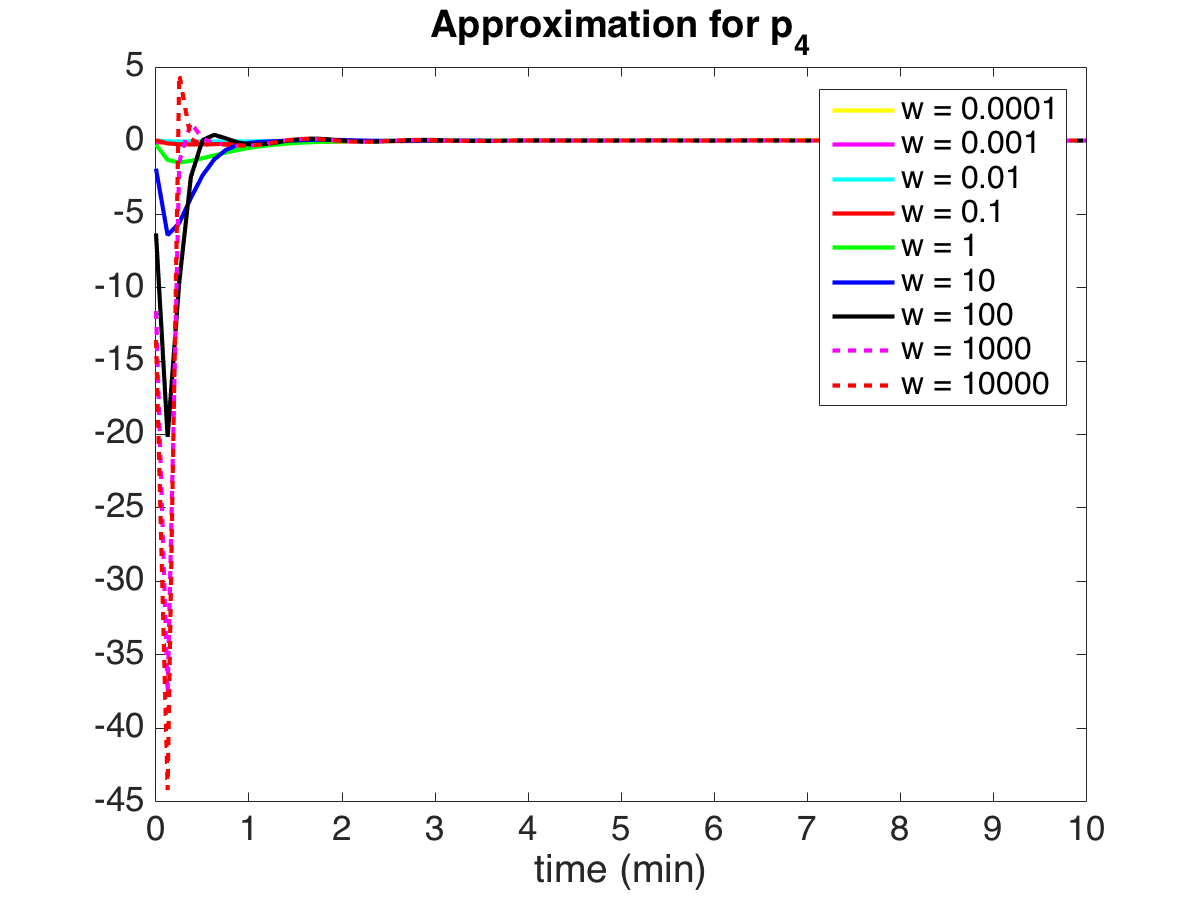 Approximation for p4
5
0
-5
-10
-15
-20
-25
-30
-35
-40
-45
w = 0.0001
w = 0.001
w = 0.01
w = 0.1
w = 1
w = 10
w = 100
w = 1000
w = 10000
0 1 2 3 4 5 6 7 8 9 10
time (min)